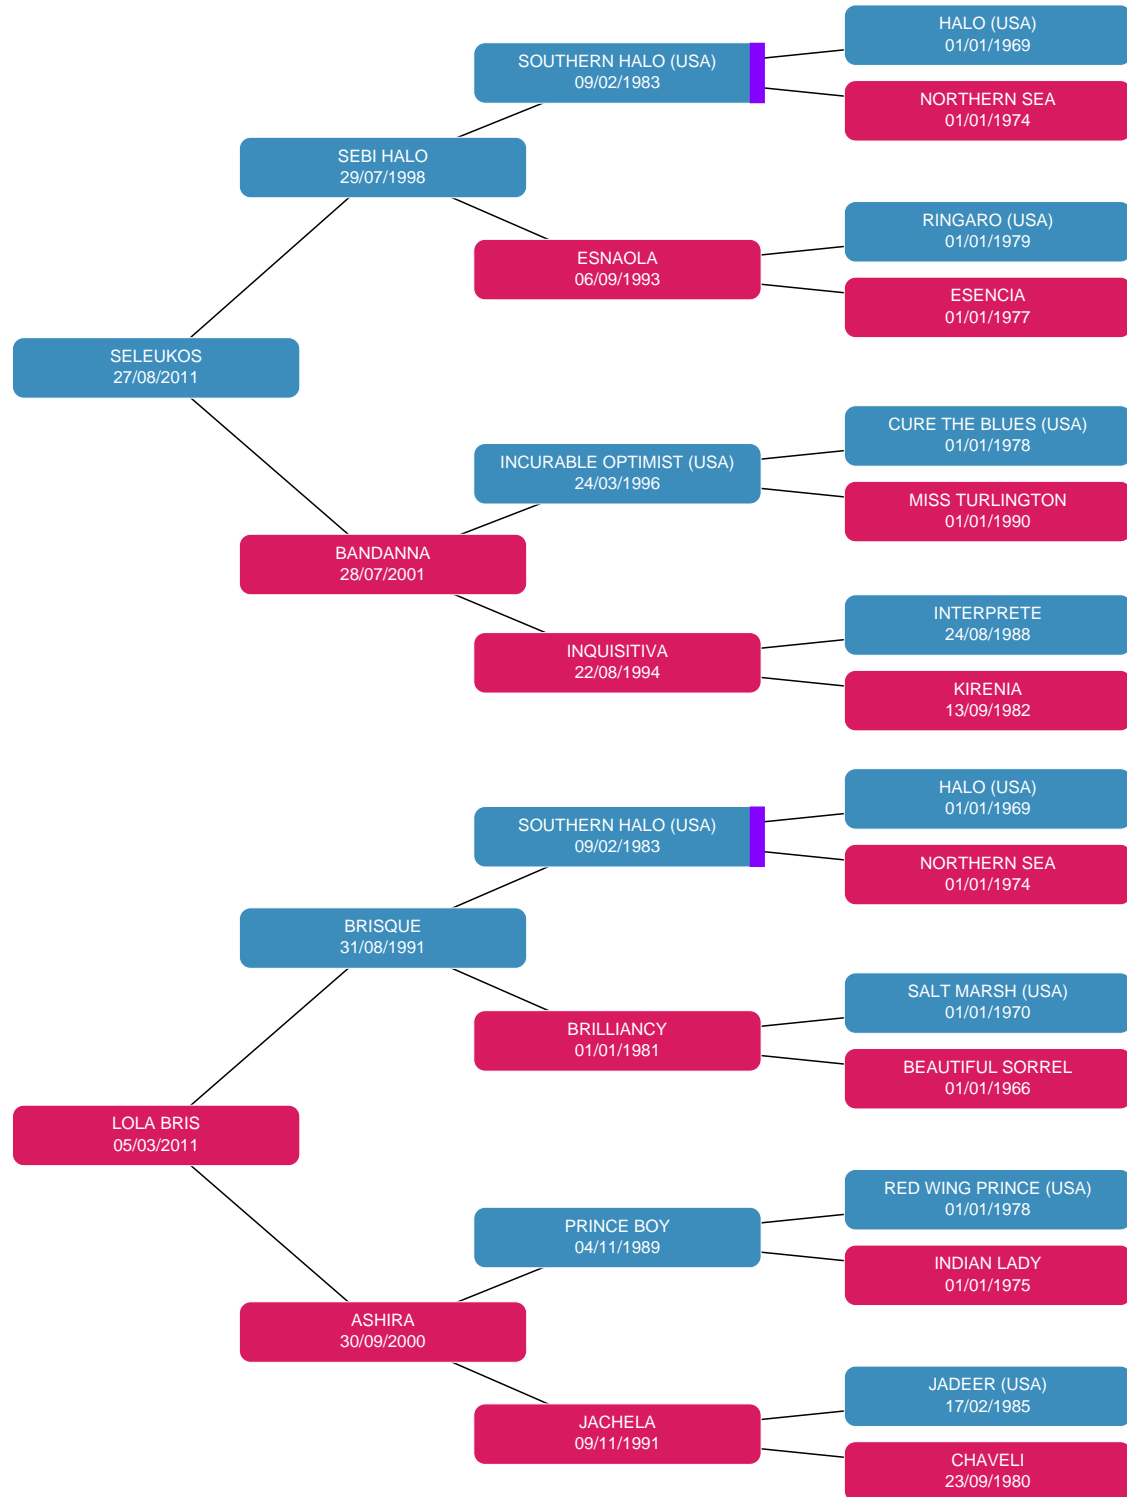 HALO (USA)
01/01/1969
SOUTHERN HALO (USA)
09/02/1983
NORTHERN SEA
01/01/1974
SEBI HALO
29/07/1998
RINGARO (USA)
01/01/1979
ESNAOLA
06/09/1993
ESENCIA
01/01/1977
SELEUKOS
27/08/2011
CURE THE BLUES (USA)
01/01/1978
INCURABLE OPTIMIST (USA)
24/03/1996
MISS TURLINGTON
01/01/1990
BANDANNA
28/07/2001
INTERPRETE
24/08/1988
INQUISITIVA
22/08/1994
KIRENIA
13/09/1982
HALO (USA)
01/01/1969
SOUTHERN HALO (USA)
09/02/1983
NORTHERN SEA
01/01/1974
BRISQUE
31/08/1991
SALT MARSH (USA)
01/01/1970
BRILLIANCY
01/01/1981
BEAUTIFUL SORREL
01/01/1966
LOLA BRIS
05/03/2011
RED WING PRINCE (USA)
01/01/1978
PRINCE BOY
04/11/1989
INDIAN LADY
01/01/1975
ASHIRA
30/09/2000
JADEER (USA)
17/02/1985
JACHELA
09/11/1991
CHAVELI
23/09/1980